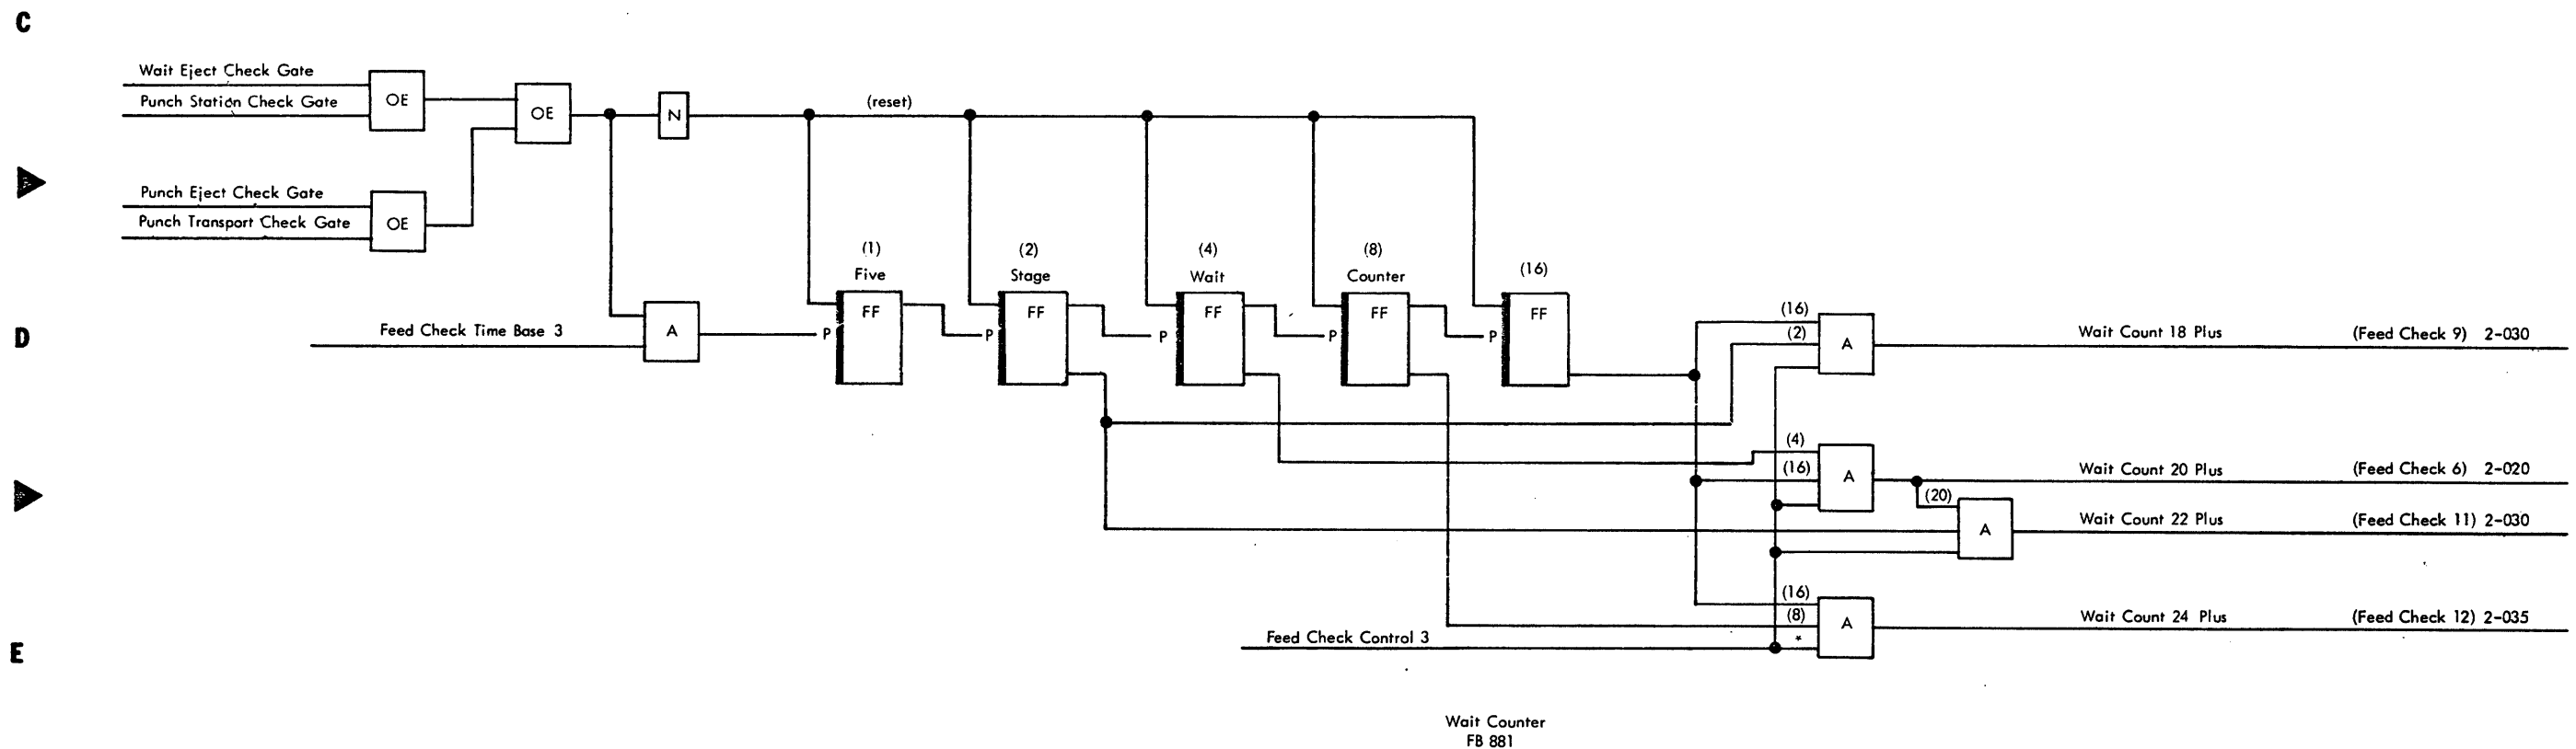 C
Wait Eject Check Gate
Punch Station Check Gate
OE
OE
N
(reset)
Punch Eject Check Gate
Punch Transport Check Gate
OE
(1)
Five
(2)
Stage
(4)
Wait
(8)
Counter
(16)
FF
FF
FF
FF
FF
P
P
P
P
P
D
Feed Check Time Base 3
A
(16)
(2)
A
Wait Count 18 Plus
(Feed Check 9) 2-030
(4)
(16)
A
Wait Count 20 Plus
(Feed Check 6) 2-020
(20)
A
Wait Count 22 Plus
(Feed Check 11) 2-030
(16)
(8)
*
A
Wait Count 24 Plus
(Feed Check 12) 2-035
E
Feed Check Control 3
Wait Counter
FB 881